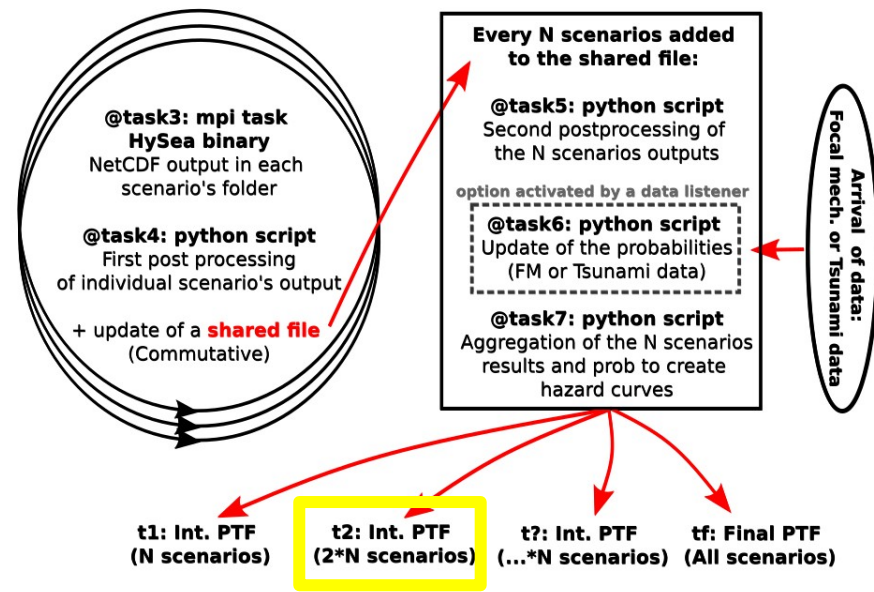 @task3: mpi task
HySea binary
NetCDF output in each
scenario's folder
@task4: python script
First post processing
of individual scenario's output
+ update of a shared file
(Commutative)
Every N scenarios added
to the shared file:
@task5: python script
Second postprocessing of
the N scenarios outputs
option activated by a data listener
@task6: python script
Update of the probabilities
(FM or Tsunami data)
@task7: python script
Aggregation of the N scenarios
results and prob to create
hazard curves
Arrival of data:
Focal mech. or Tsunami data
t1: Int. PTF
(N scenarios)
t2: Int. PTF
(2*N scenarios)
t?: Int. PTF
(...*N scenarios)
tf: Final PTF
(All scenarios)